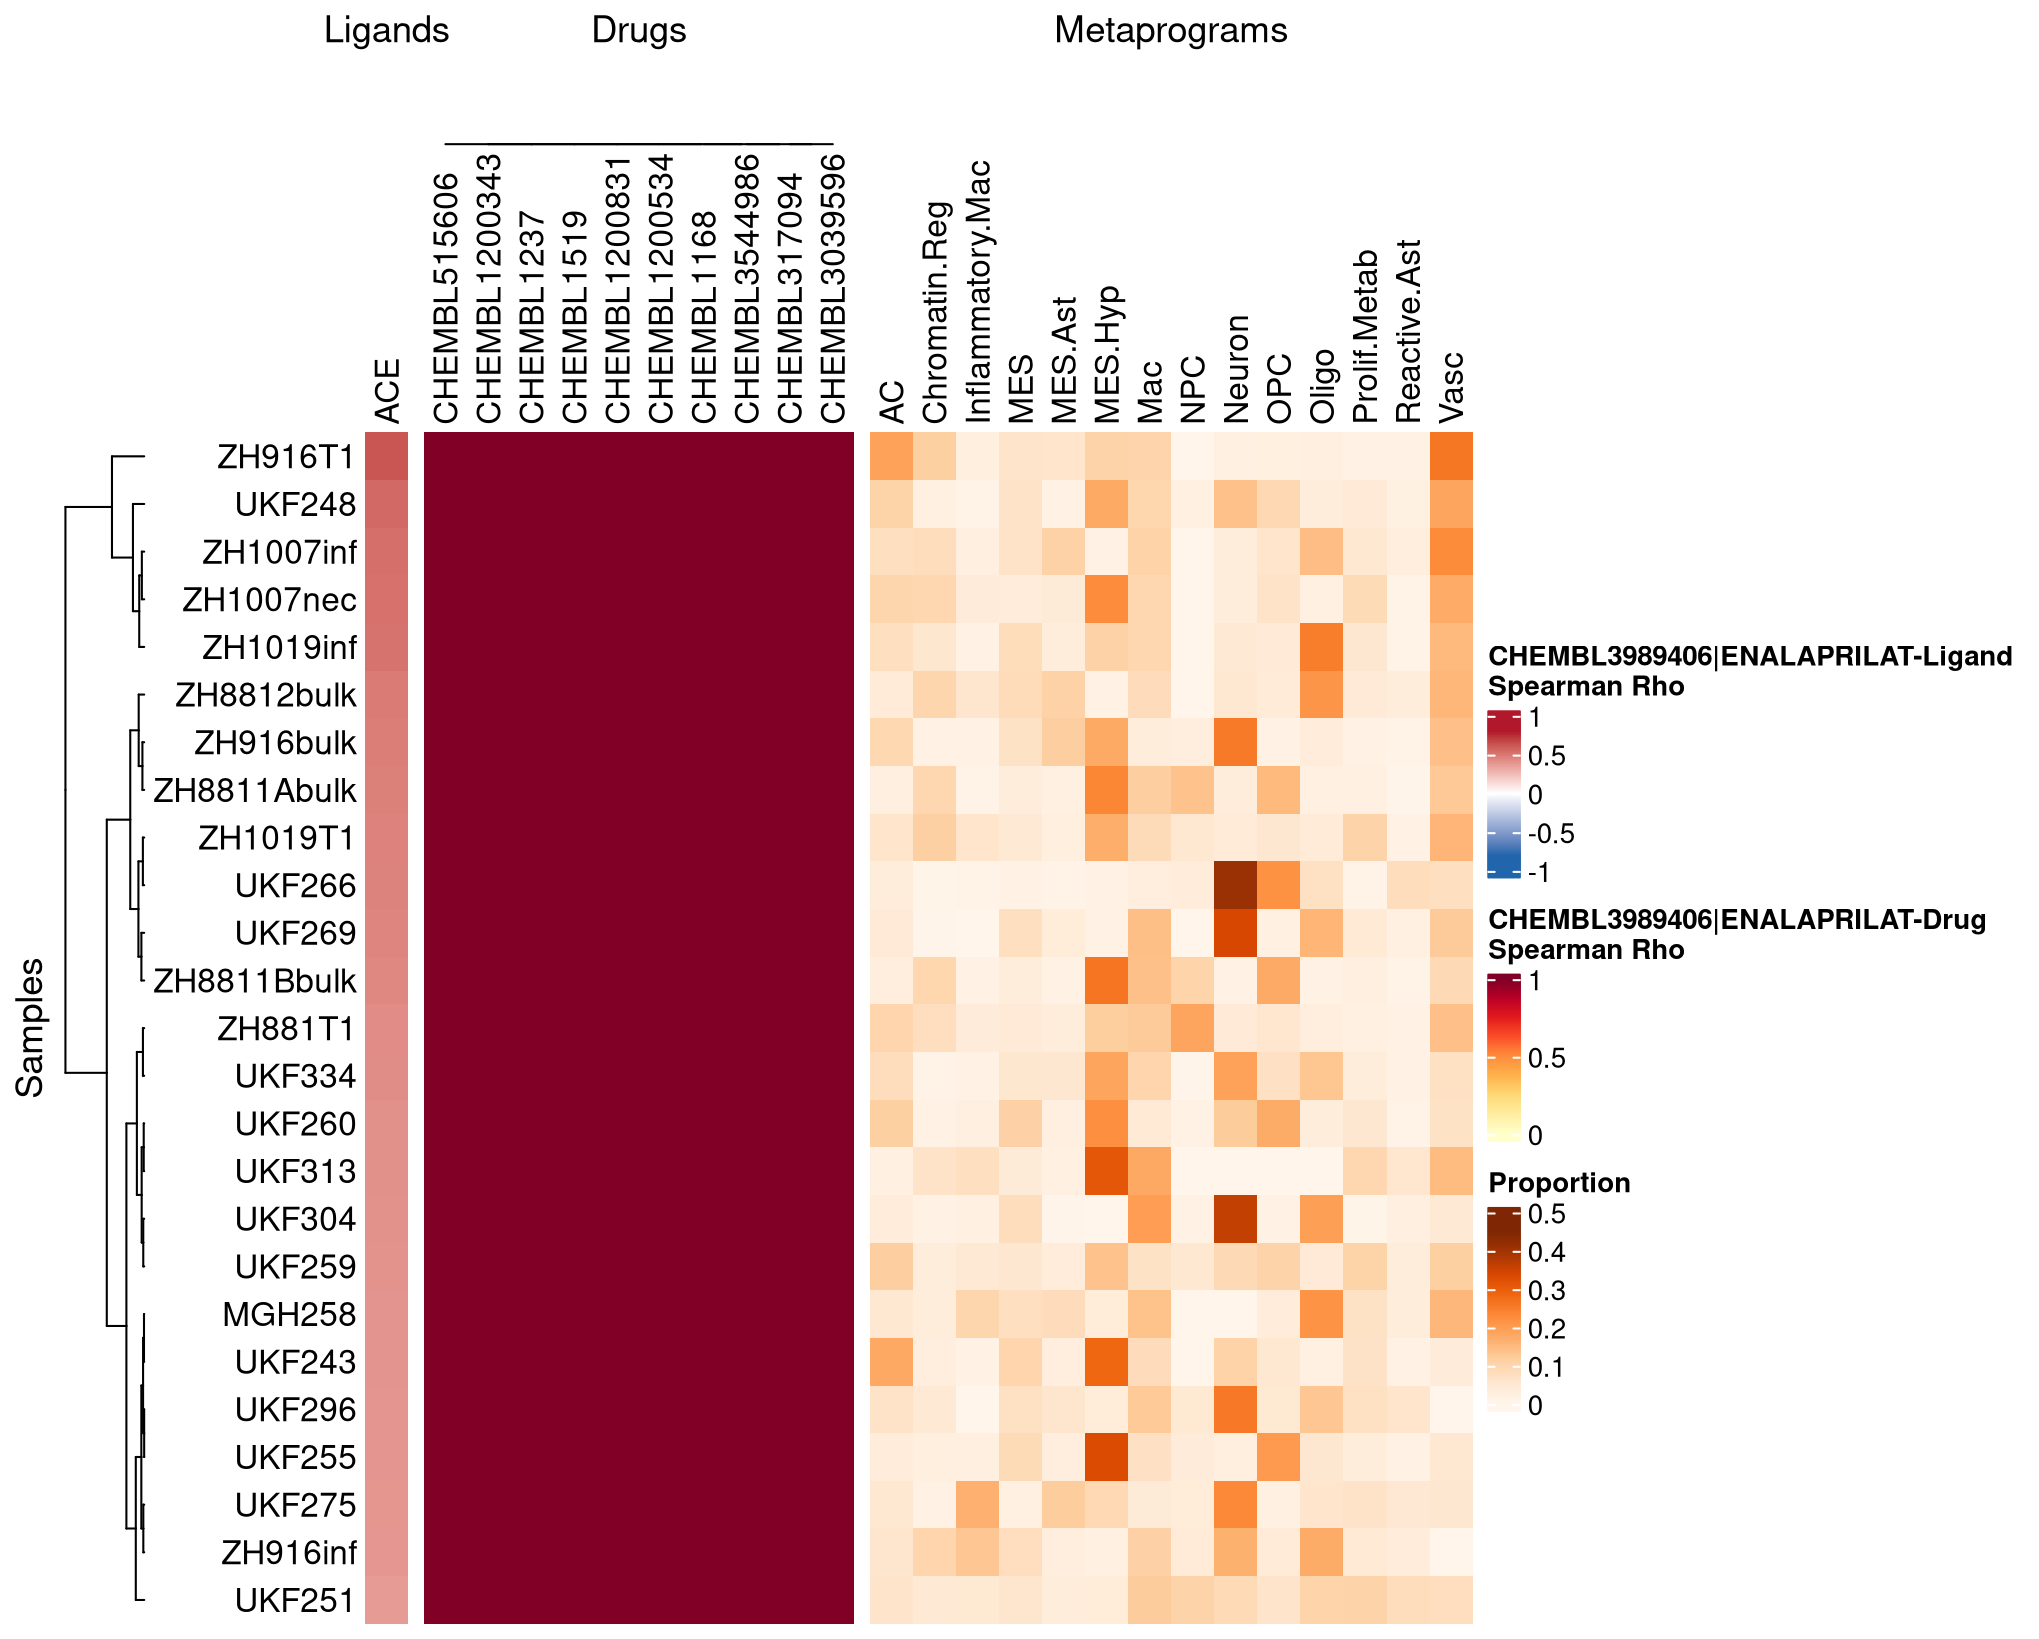 Ligands
Drugs
Metaprograms
ACE
CHEMBL515606
CHEMBL1200343
CHEMBL1237
CHEMBL1519
CHEMBL1200831
CHEMBL1200534
CHEMBL1168
CHEMBL3544986
CHEMBL317094
CHEMBL3039596
AC
Chromatin.Reg
Inflammatory.Mac
MES
MES.Ast
MES.Hyp
Mac
NPC
Neuron
OPC
Oligo
Prolif.Metab
Reactive.Ast
Vasc
Samples
ZH916T1
UKF248
ZH1007inf
ZH1007nec
ZH1019inf
ZH8812bulk
ZH916bulk
ZH8811Abulk
ZH1019T1
UKF266
UKF269
ZH8811Bbulk
ZH881T1
UKF334
UKF260
UKF313
UKF304
UKF259
MGH258
UKF243
UKF296
UKF255
UKF275
ZH916inf
UKF251
CHEMBL3989406|ENALAPRILAT-Ligand
Spearman Rho
1
0.5
0
-0.5
-1
CHEMBL3989406|ENALAPRILAT-Drug
Spearman Rho
1
0.5
0
Proportion
0.5
0.4
0.3
0.2
0.1
0